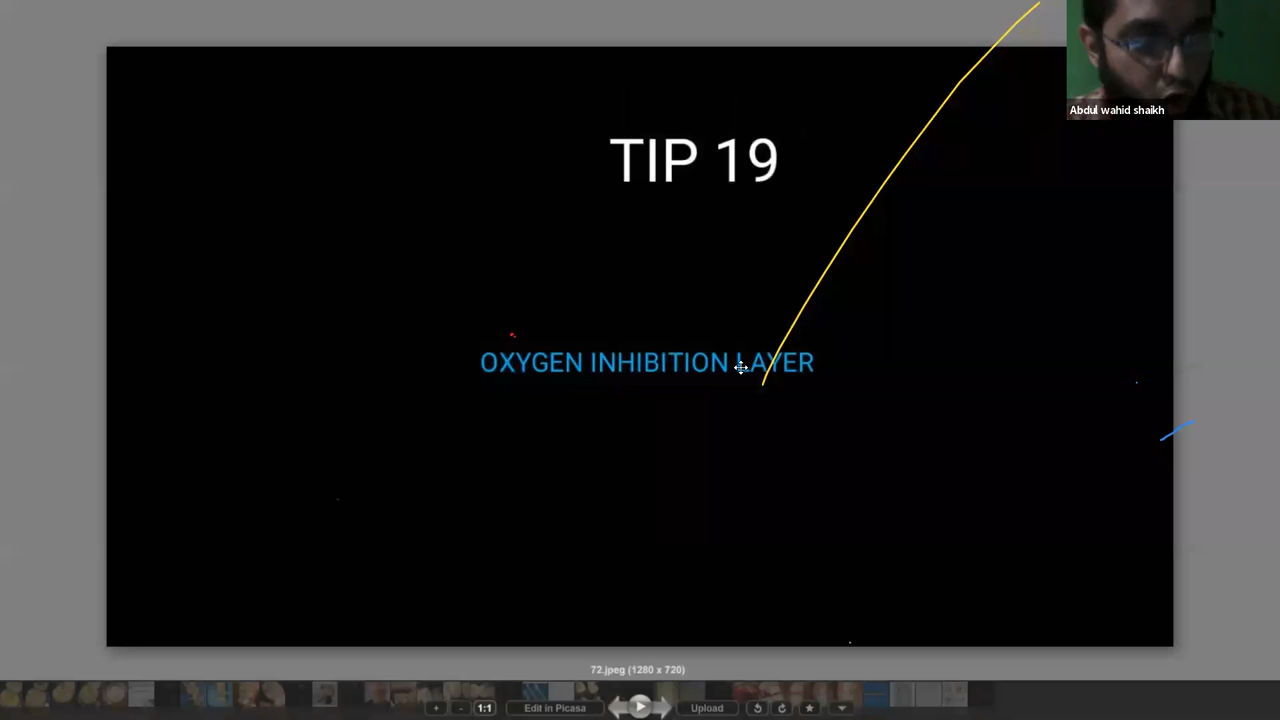 Abdul wahid shaikh
TIP 19
OXYGEN INHIBITION LAYER
72.jpeg (1280 x 720)
+ - 1:1 Edit in Picasa Upload